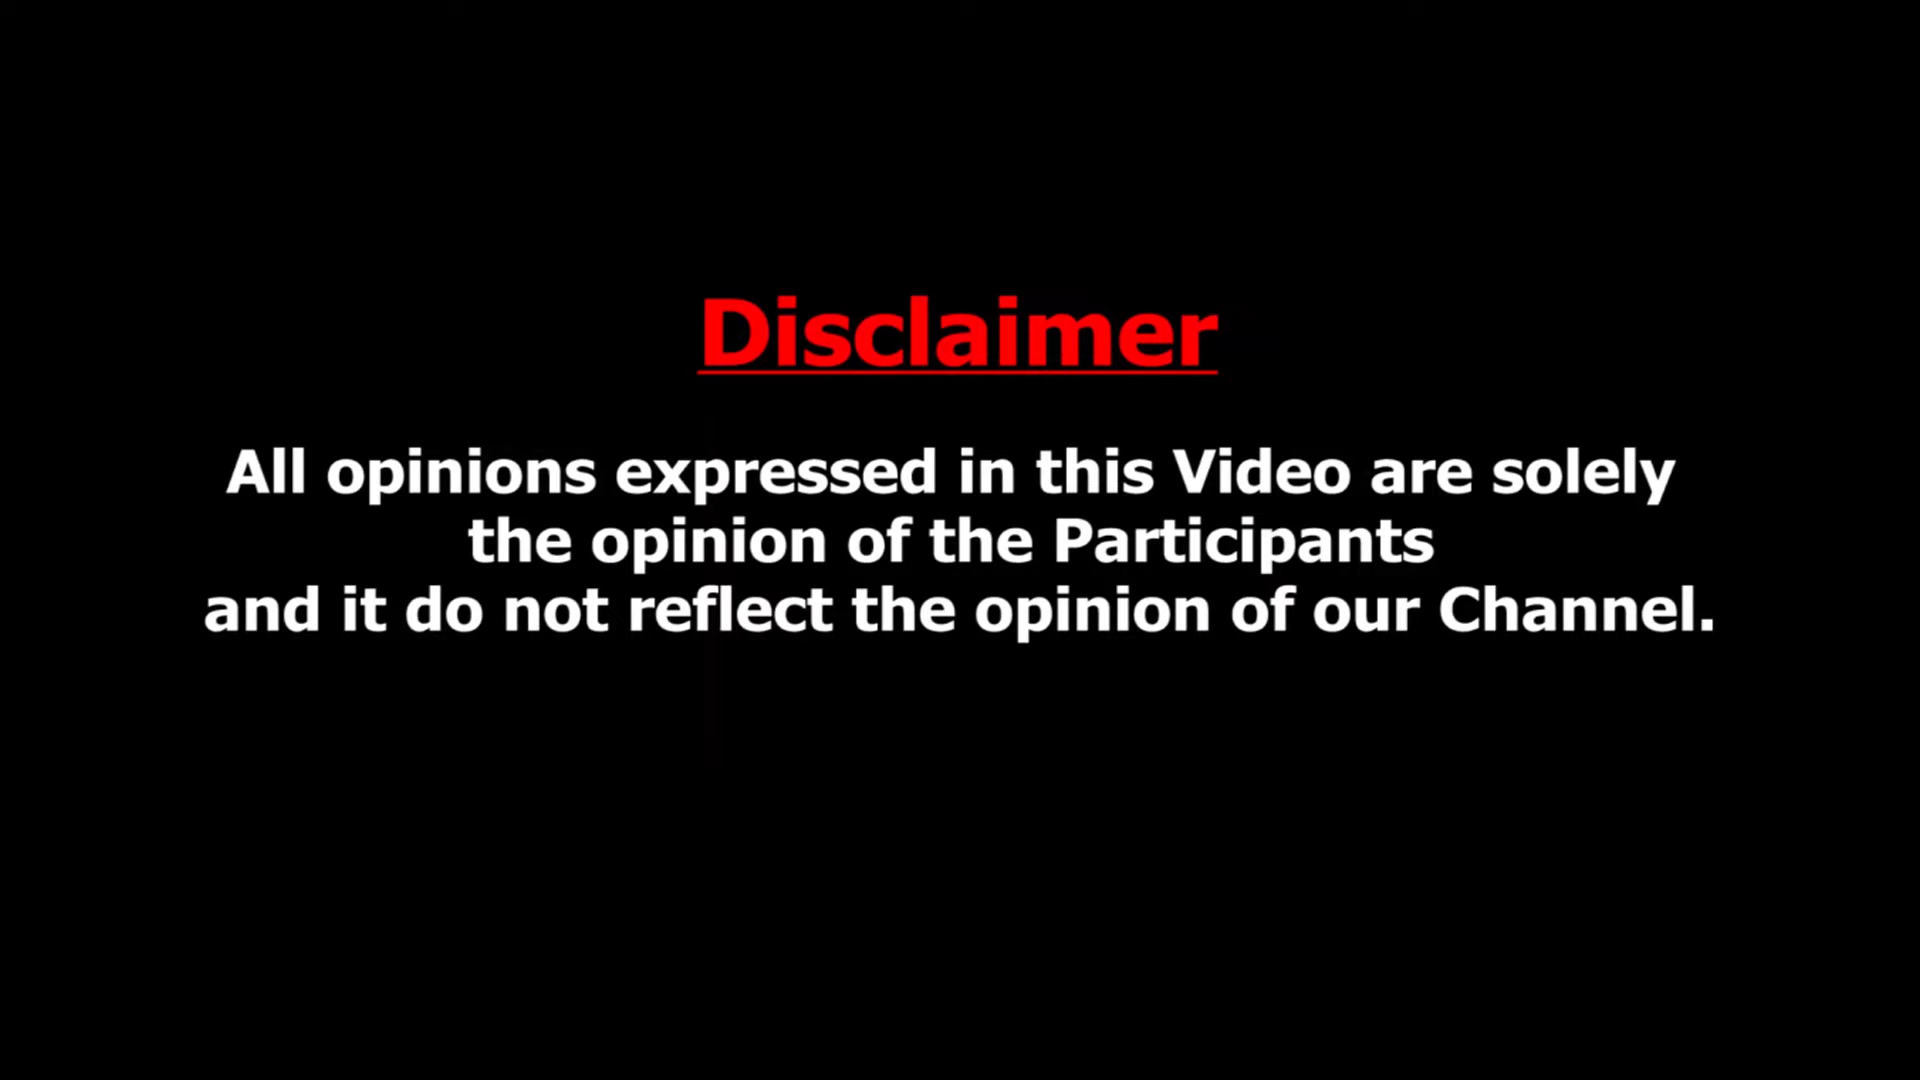 Disclaimer
All opinions expressed in this Video are solely
the opinion of the Participants
and it do not reflect the opinion of our Channel.